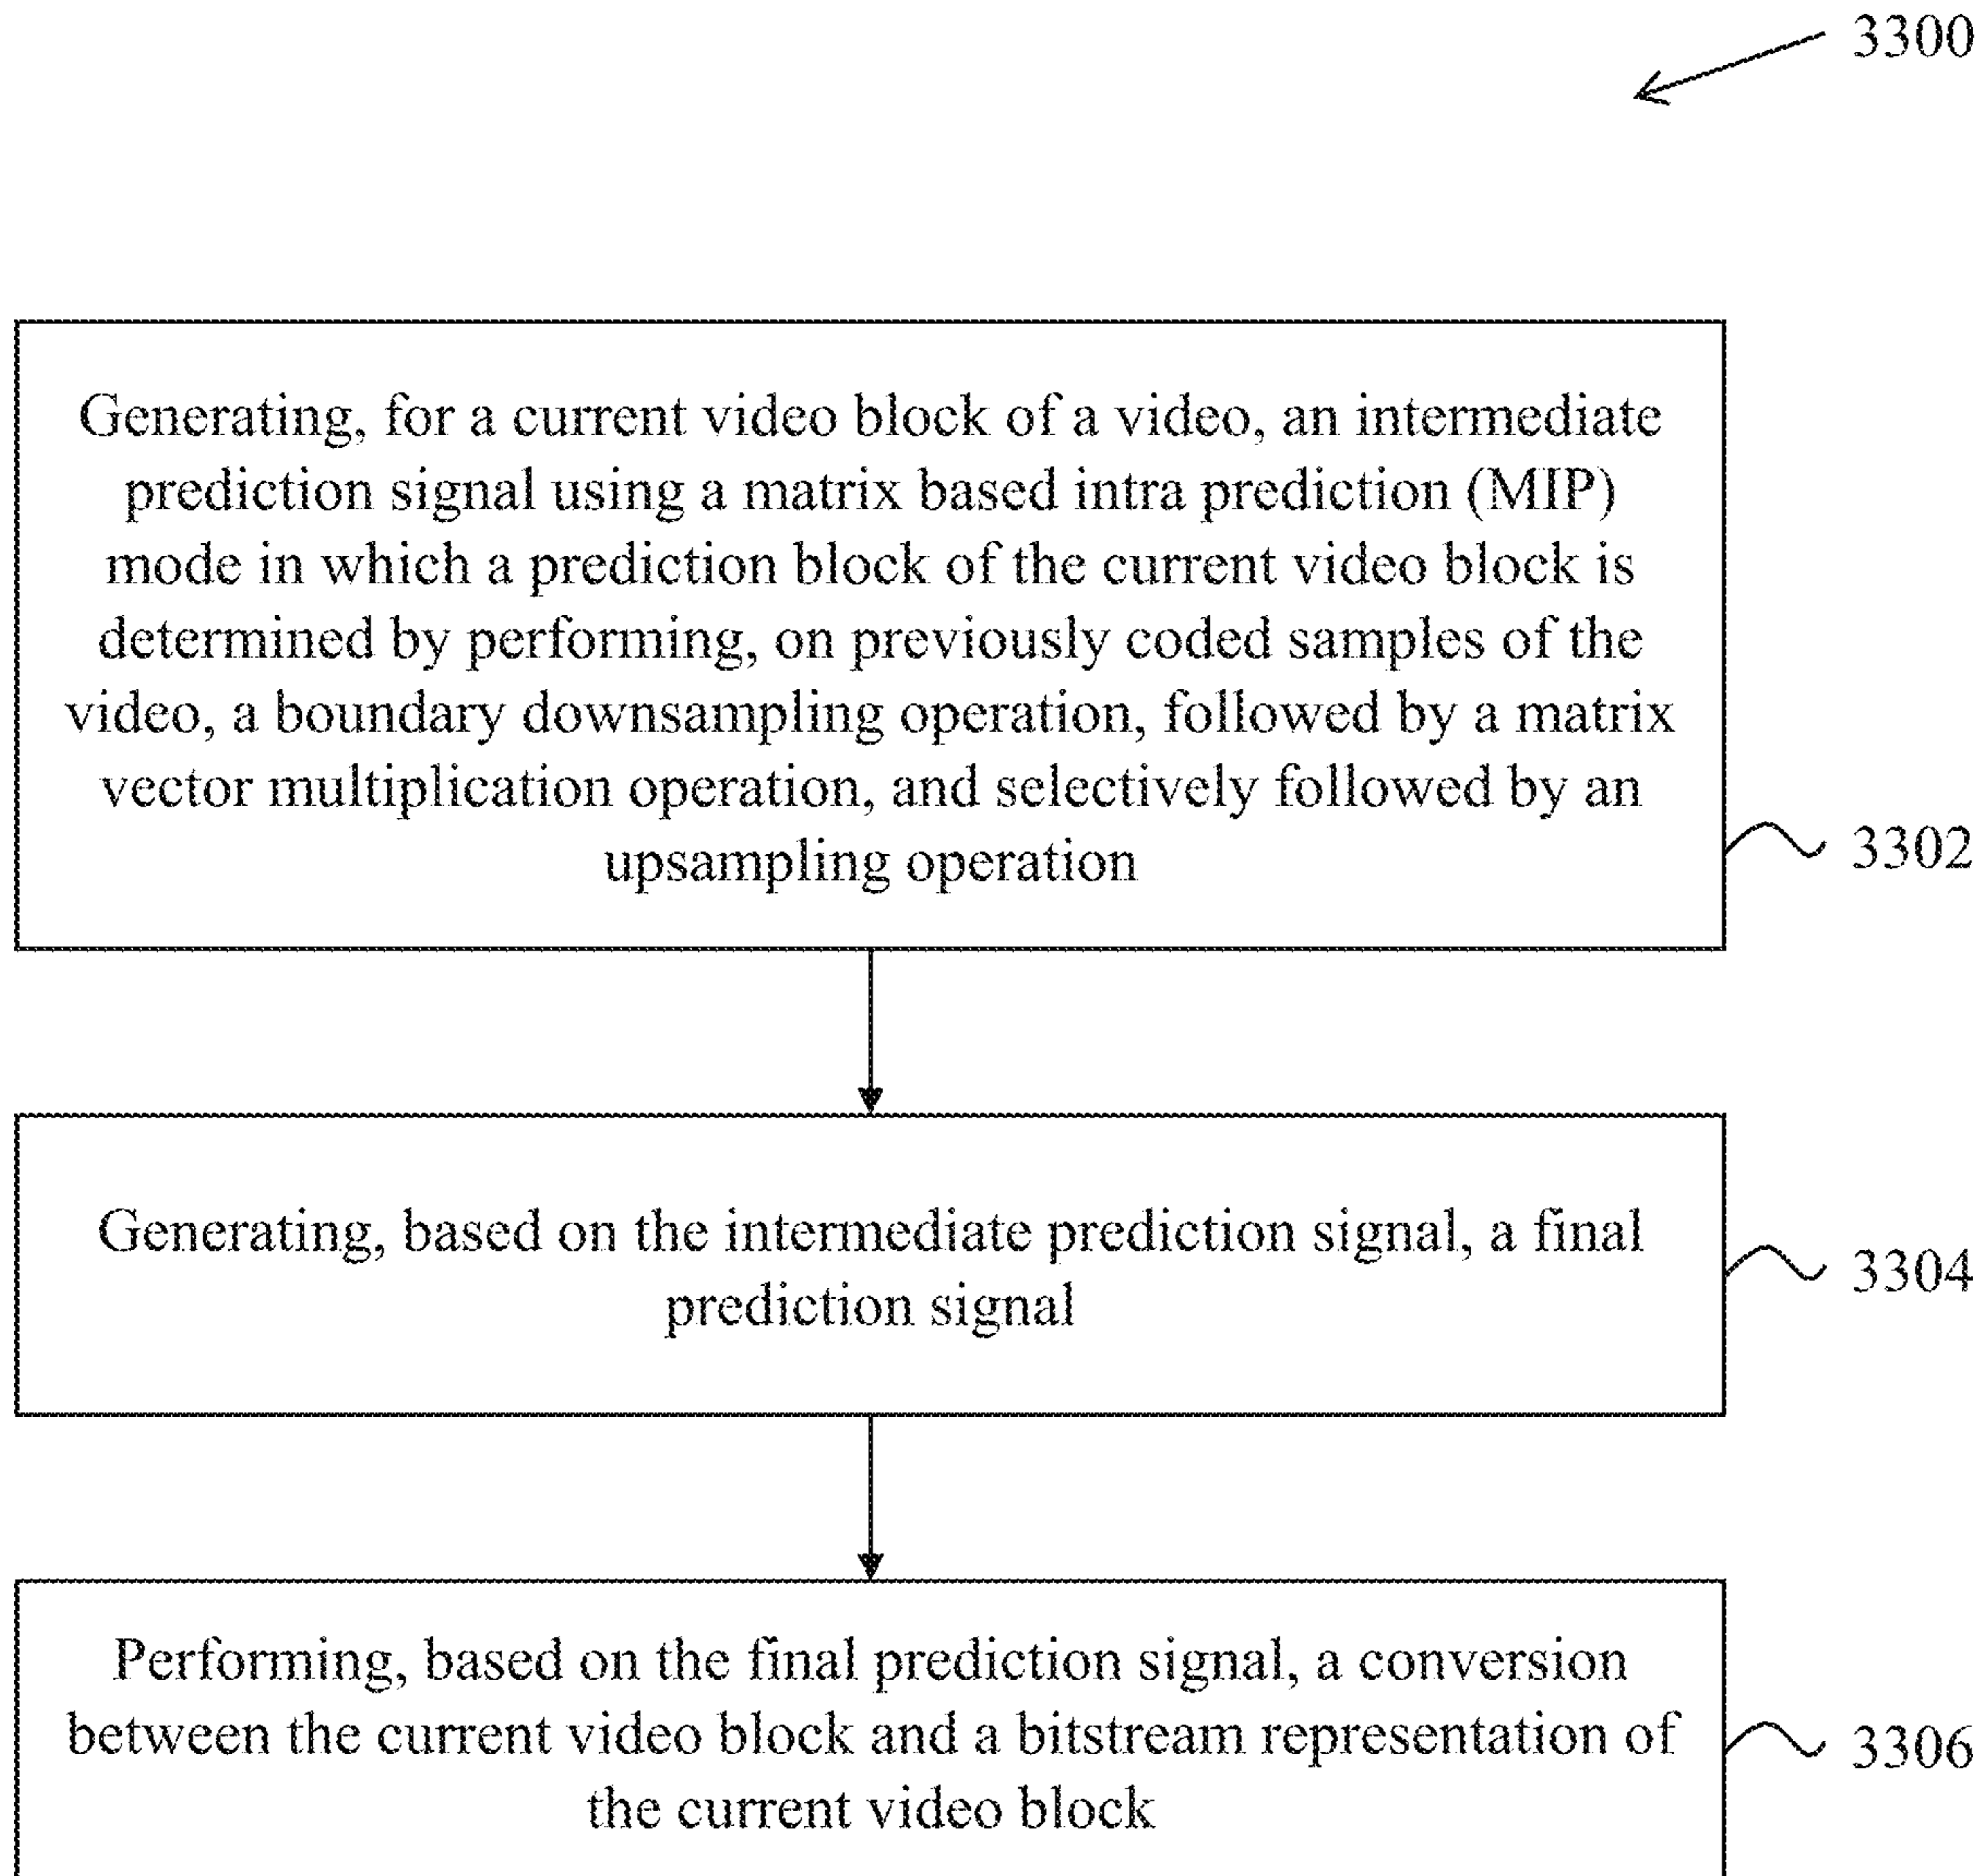 3300
Generating, for a current video block of a video, an intermediate
prediction signal using a matrix based intra prediction (MIP)
mode in which a prediction block of the current video block is
determined by performing, on previously coded samples of the
video, a boundary downsampling operation, followed by a matrix
vector multiplication operation, and selectively followed by an
upsampling operation
3302
Generating, based on the intermediate prediction signal, a final
prediction signal
3304
Performing, based on the final prediction signal, a conversion
between the current video block and a bitstream representation of
the current video block
3306